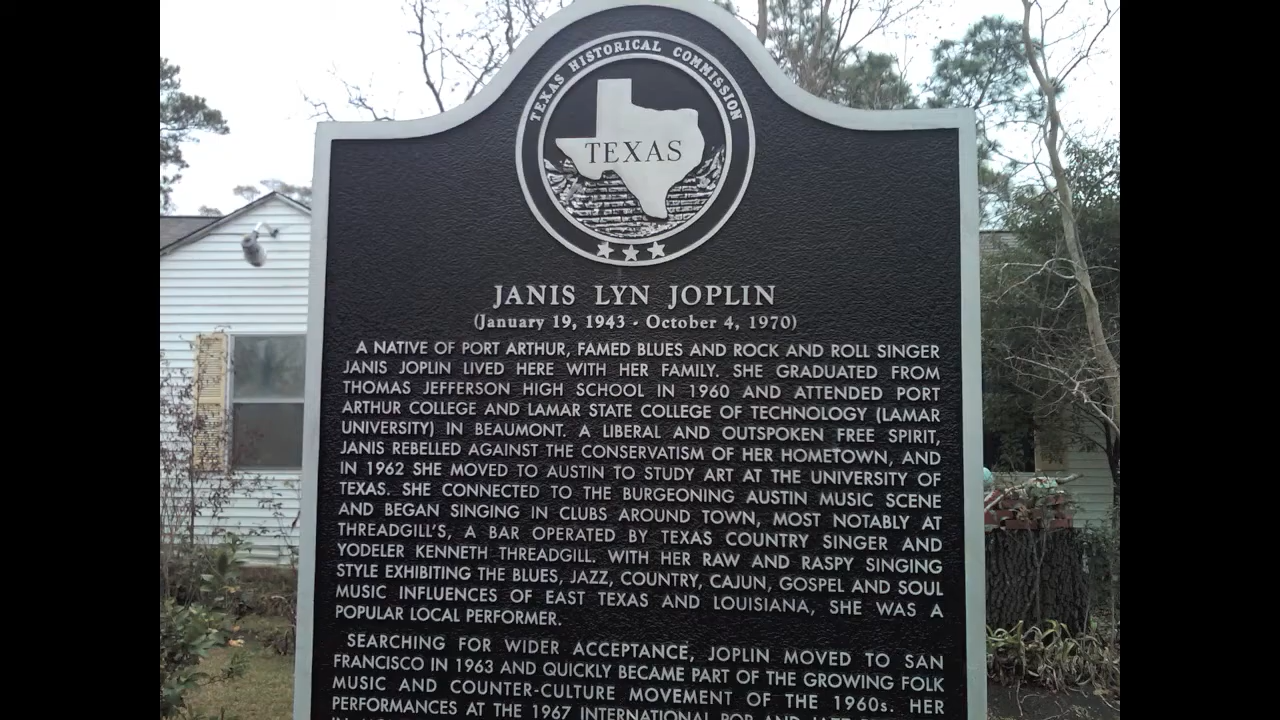 TEXAS HISTORICAL COMMISSION
TEXAS
JANIS LYN JOPLIN
(January 19, 1943 - October 4, 1970)
A NATIVE OF PORT ARTHUR, FAMED BLUES AND ROCK AND ROLL SINGER
JANIS JOPLIN LIVED HERE WITH HER FAMILY. SHE GRADUATED FROM
THOMAS JEFFERSON HIGH SCHOOL IN 1960 AND ATTENDED PORT
ARTHUR COLLEGE AND LAMAR STATE COLLEGE OF TECHNOLOGY (LAMAR
UNIVERSITY) IN BEAUMONT. A LIBERAL AND OUTSPOKEN FREE SPIRIT,
JANIS REBELLED AGAINST THE CONSERVATISM OF HER HOMETOWN, AND
IN 1962 SHE MOVED TO AUSTIN TO STUDY ART AT THE UNIVERSITY OF
TEXAS. SHE CONNECTED TO THE BURGEONING AUSTIN MUSIC SCENE
AND BEGAN SINGING IN CLUBS AROUND TOWN, MOST NOTABLY AT
THREADGILL'S, A BAR OPERATED BY TEXAS COUNTRY SINGER AND
YODELER KENNETH THREADGILL. WITH HER RAW AND RASPY SINGING
STYLE EXHIBITING THE BLUES, JAZZ, COUNTRY, CAJUN, GOSPEL AND SOUL
MUSIC INFLUENCES OF EAST TEXAS AND LOUISIANA, SHE WAS A
POPULAR LOCAL PERFORMER.
SEARCHING FOR WIDER ACCEPTANCE, JOPLIN MOVED TO SAN
FRANCISCO IN 1963 AND QUICKLY BECAME PART OF THE GROWING FOLK
MUSIC AND COUNTER-CULTURE MOVEMENT OF THE 1960s. HER
PERFORMANCES AT THE 1967 INTERNATIONAL POP AND JAZZ